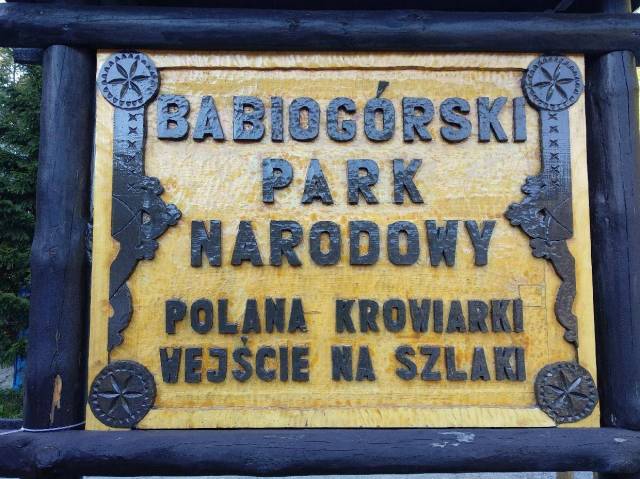 BABIOGÓRSKI
PARK
NARODOWY
POLANA KROWIARKI
WEJŚCIE NA SZLAKI